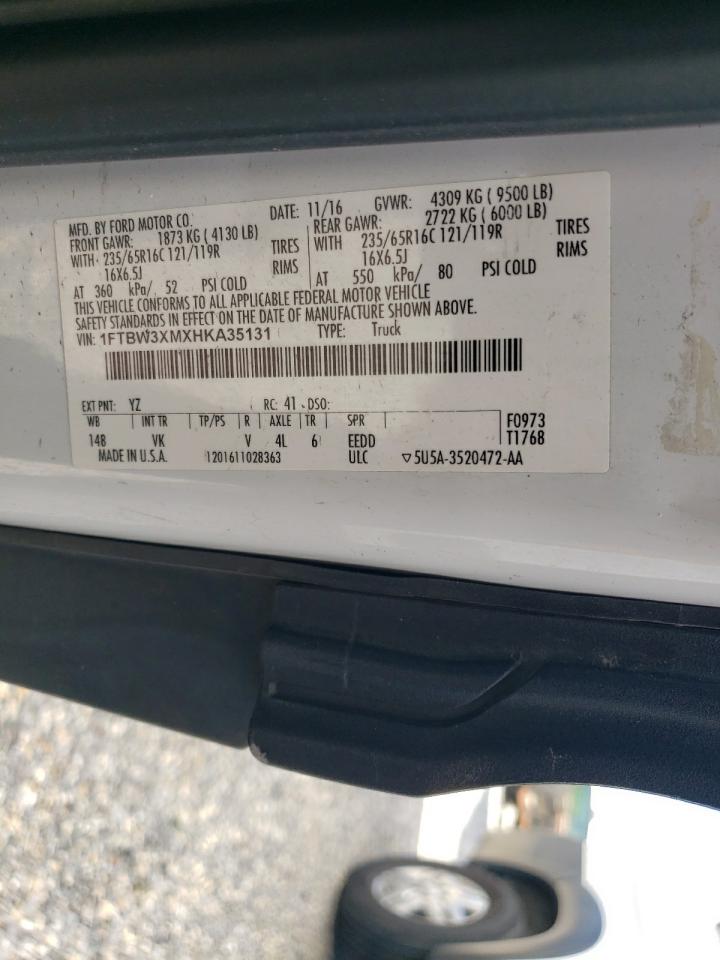 MFD. BY FORD MOTOR CO. DATE: 11/16 GVWR: 4309 KG ( 9500 LB)
FRONT GAWR: 1873 KG ( 4130 LB) REAR GAWR: 2722 KG ( 6000 LB)
WITH 235/65R16C 121/119R TIRES WITH 235/65R16C 121/119R TIRES
16X6.5J RIMS 16X6.5J RIMS
AT 360 kPa/ 52 PSI COLD AT 550 kPa/ 80 PSI COLD
THIS VEHICLE CONFORMS TO ALL APPLICABLE FEDERAL MOTOR VEHICLE
SAFETY STANDARDS IN EFFECT ON THE DATE OF MANUFACTURE SHOWN ABOVE.
VIN: 1FTBW3XMXHKA35131 TYPE: Truck
EXT PNT: YZ RC: 41 DSO:
WB INT TR TP/PS R AXLE TR SPR F0973
148 VK V 4L 6 EEDD T1768
MADE IN U.S.A. 1201611028363 ULC ▽5U5A-3520472-AA